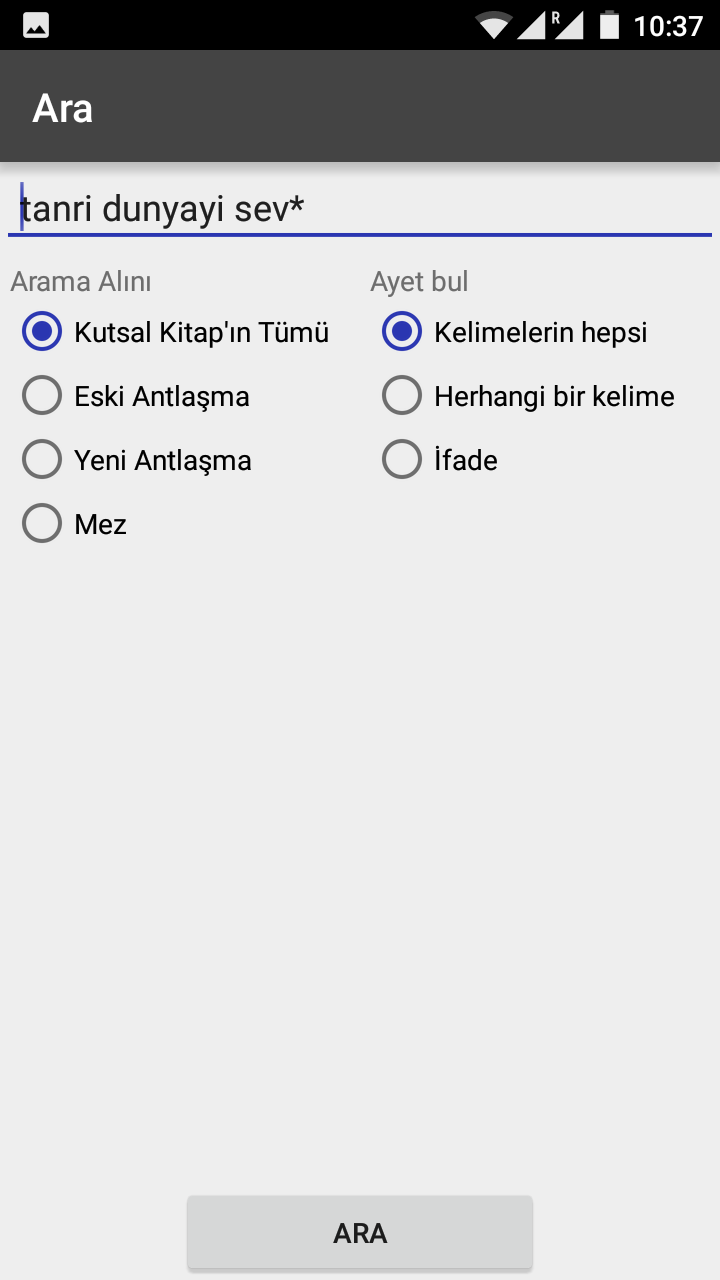 R 10:37
Ara
tanri dunyayi sev*
Arama Alını
Kutsal Kitap'ın Tümü
Eski Antlaşma
Yeni Antlaşma
Mez
Ayet bul
Kelimelerin hepsi
Herhangi bir kelime
İfade
ARA